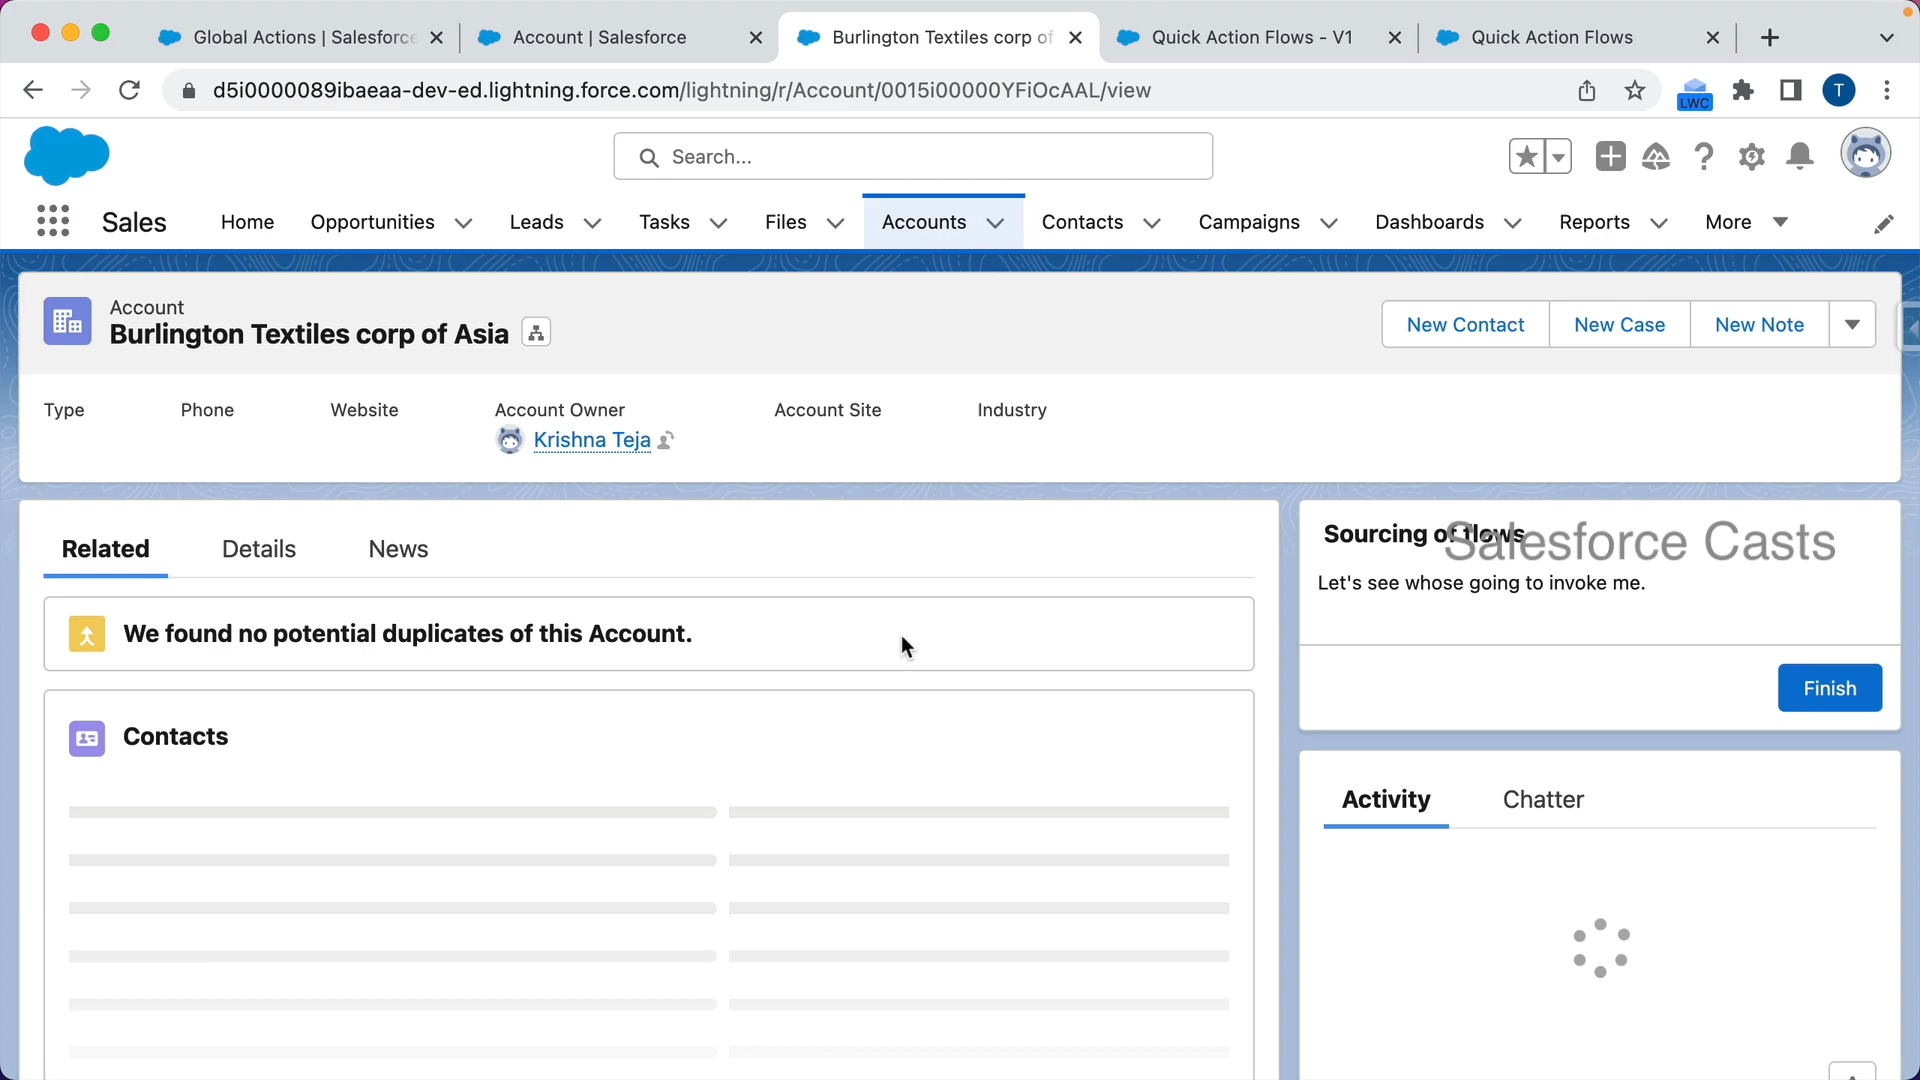 Global Actions | Salesforce
Account | Salesforce
Burlington Textiles corp of
Quick Action Flows - V1
Quick Action Flows
d5i0000089ibaeaa-dev-ed.lightning.force.com/lightning/r/Account/0015i00000YFiOcAAL/view
LWC
T
Search...
Sales
Home
Opportunities
Leads
Tasks
Files
Accounts
Contacts
Campaigns
Dashboards
Reports
More
Account
Burlington Textiles corp of Asia
New Contact
New Case
New Note
Type
Phone
Website
Account Owner
Account Site
Industry
Krishna Teja
Related
Details
News
Sourcing of flows
Salesforce Casts
Let's see whose going to invoke me.
We found no potential duplicates of this Account.
Finish
Contacts
Activity
Chatter